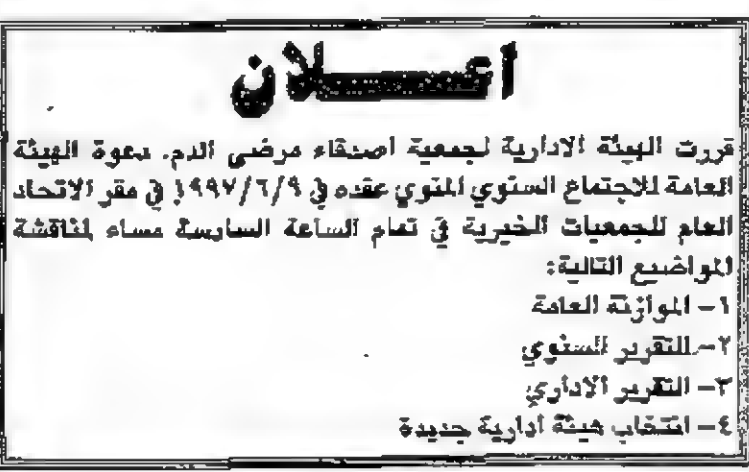 اعـــــلان
قررت الهيئة الادارية لجمعية اصدقاء مرضى الدم. دعوة الهيئة
العامة للاجتماع السنوي المنوي عقده في ١٩٩٧/٦/٩ في مقر الاتحاد
العام للجمعيات الخيرية في تمام الساعة السادسة مساء لمناقشة
المواضيع التالية:
١- الموازنة العامة
٢- التقرير السنوي
٣- التقرير الاداري
٤- انتخاب هيئة ادارية جديدة